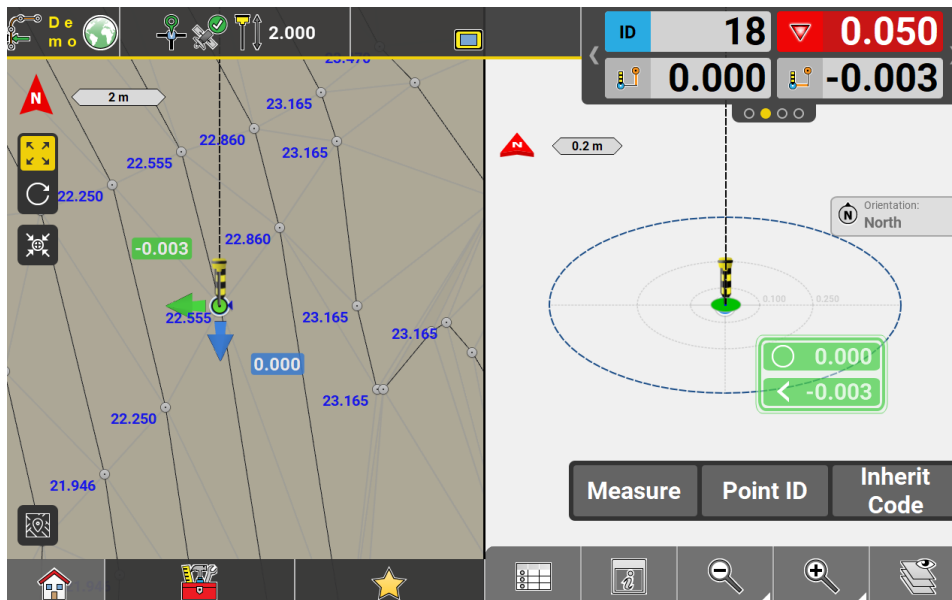 De
mo
2.000
ID
18
0.050
0.000
-0.003
N
2 m
23.470
23.165
22.860
23.165
22.555
22.250
-0.003
22.860
22.555
23.165
23.165
0.000
23.165
22.250
21.946
N
0.2 m
Orientation:
N
North
0.100
0.250
0.000
-0.003
Measure
Point ID
Inherit
Code
i